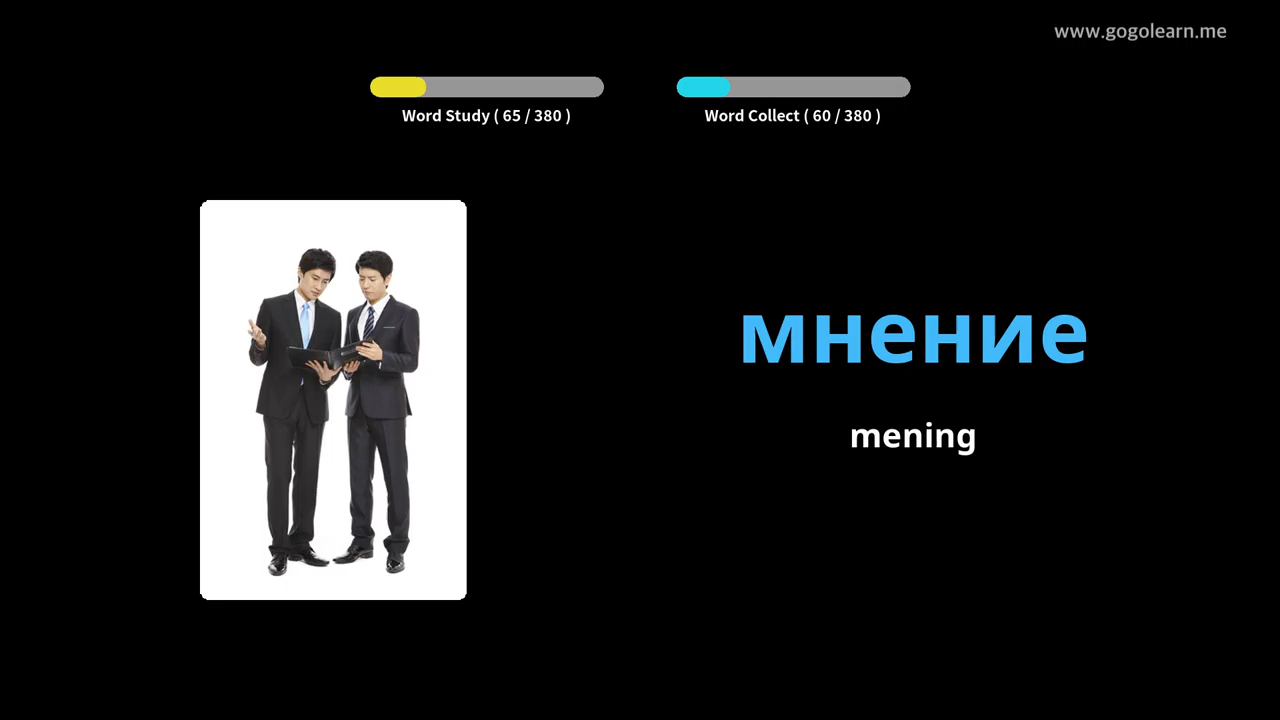 www.gogolearn.me
Word Study ( 65 / 380 )
Word Collect ( 60 / 380 )
мнение
mening